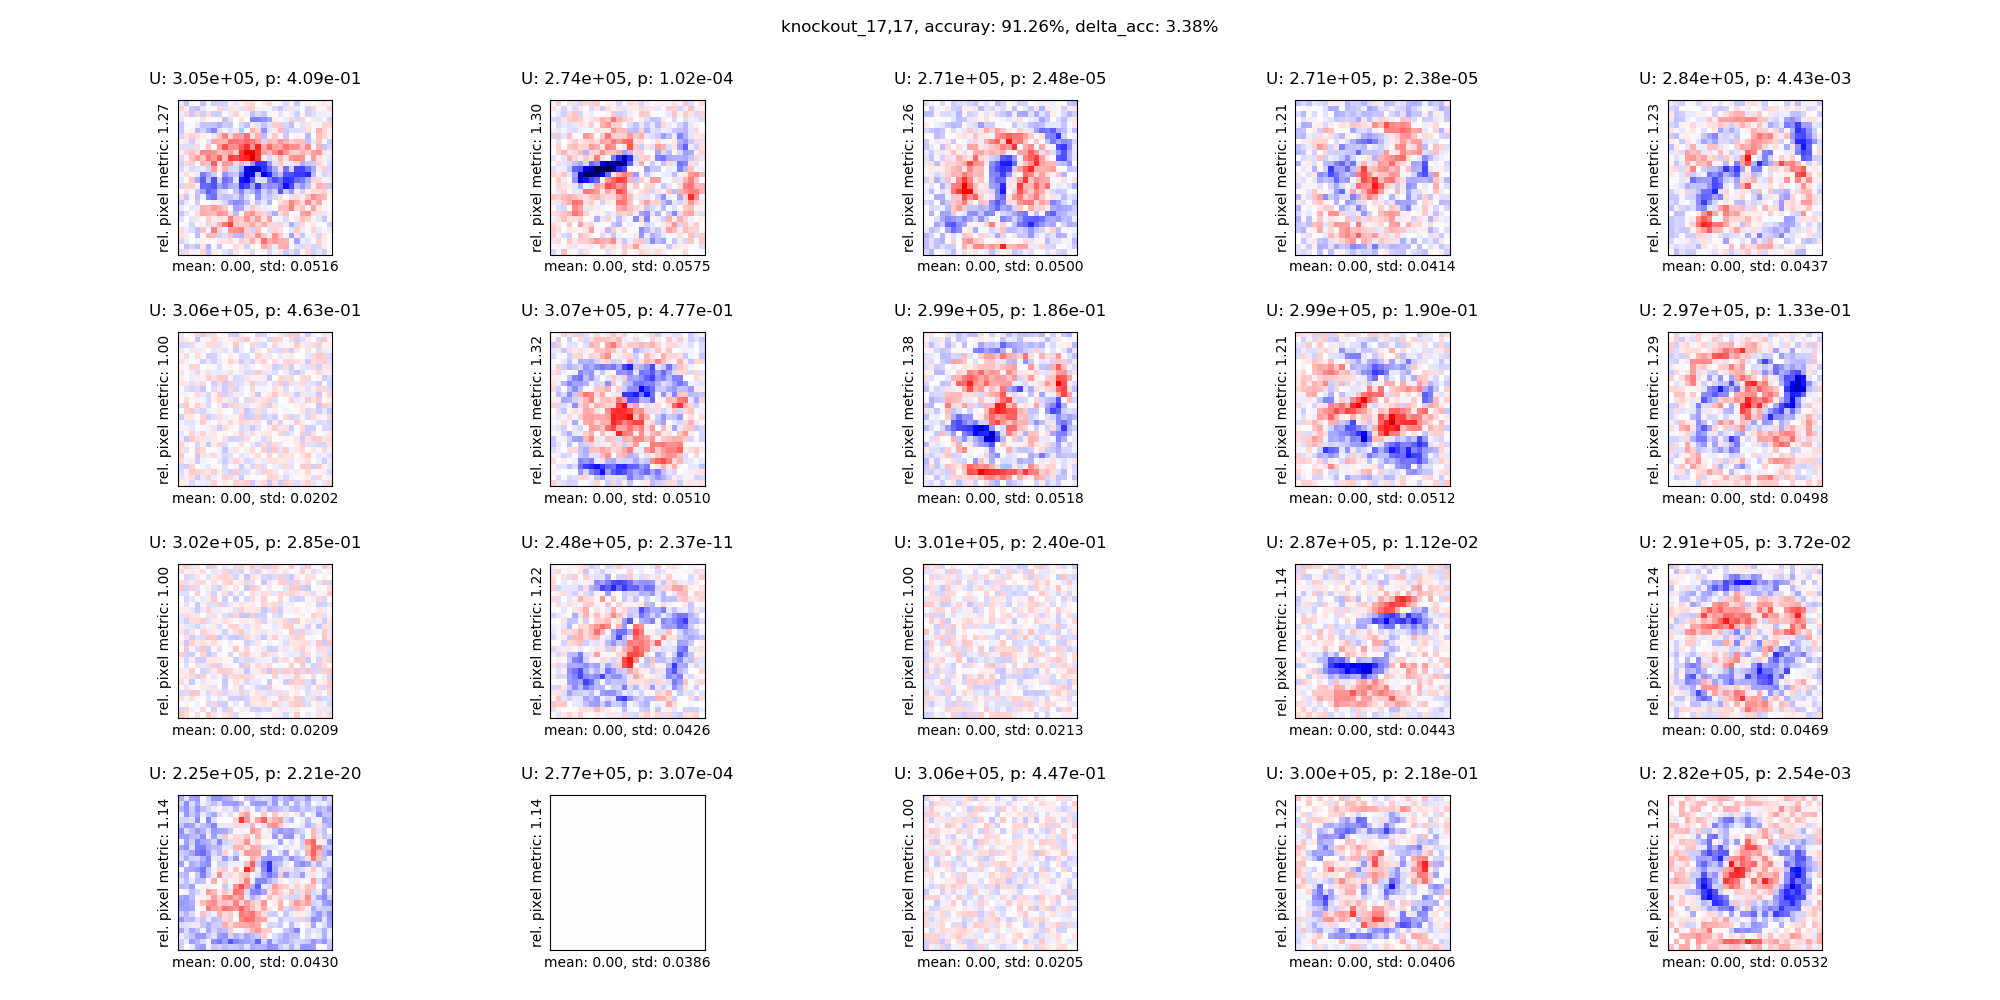 knockout_17,17, accuray: 91.26%, delta_acc: 3.38%
U: 3.05e+05, p: 4.09e-01
rel. pixel metric: 1.27
mean: 0.00, std: 0.0516
U: 2.74e+05, p: 1.02e-04
rel. pixel metric: 1.30
mean: 0.00, std: 0.0575
U: 2.71e+05, p: 2.48e-05
rel. pixel metric: 1.26
mean: 0.00, std: 0.0500
U: 2.71e+05, p: 2.38e-05
rel. pixel metric: 1.21
mean: 0.00, std: 0.0414
U: 2.84e+05, p: 4.43e-03
rel. pixel metric: 1.23
mean: 0.00, std: 0.0437
U: 3.06e+05, p: 4.63e-01
rel. pixel metric: 1.00
mean: 0.00, std: 0.0202
U: 3.07e+05, p: 4.77e-01
rel. pixel metric: 1.32
mean: 0.00, std: 0.0510
U: 2.99e+05, p: 1.86e-01
rel. pixel metric: 1.38
mean: 0.00, std: 0.0518
U: 2.99e+05, p: 1.90e-01
rel. pixel metric: 1.21
mean: 0.00, std: 0.0512
U: 2.97e+05, p: 1.33e-01
rel. pixel metric: 1.29
mean: 0.00, std: 0.0498
U: 3.02e+05, p: 2.85e-01
rel. pixel metric: 1.00
mean: 0.00, std: 0.0209
U: 2.48e+05, p: 2.37e-11
rel. pixel metric: 1.22
mean: 0.00, std: 0.0426
U: 3.01e+05, p: 2.40e-01
rel. pixel metric: 1.00
mean: 0.00, std: 0.0213
U: 2.87e+05, p: 1.12e-02
rel. pixel metric: 1.14
mean: 0.00, std: 0.0443
U: 2.91e+05, p: 3.72e-02
rel. pixel metric: 1.24
mean: 0.00, std: 0.0469
U: 2.25e+05, p: 2.21e-20
rel. pixel metric: 1.14
mean: 0.00, std: 0.0430
U: 2.77e+05, p: 3.07e-04
rel. pixel metric: 1.14
mean: 0.00, std: 0.0386
U: 3.06e+05, p: 4.47e-01
rel. pixel metric: 1.00
mean: 0.00, std: 0.0205
U: 3.00e+05, p: 2.18e-01
rel. pixel metric: 1.22
mean: 0.00, std: 0.0406
U: 2.82e+05, p: 2.54e-03
rel. pixel metric: 1.22
mean: 0.00, std: 0.0532